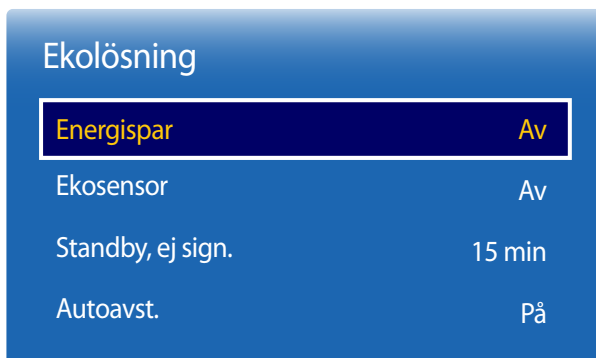 Ekolösning
Energispar Av
Ekosensor Av
Standby, ej sign. 15 min
Autoavst. På